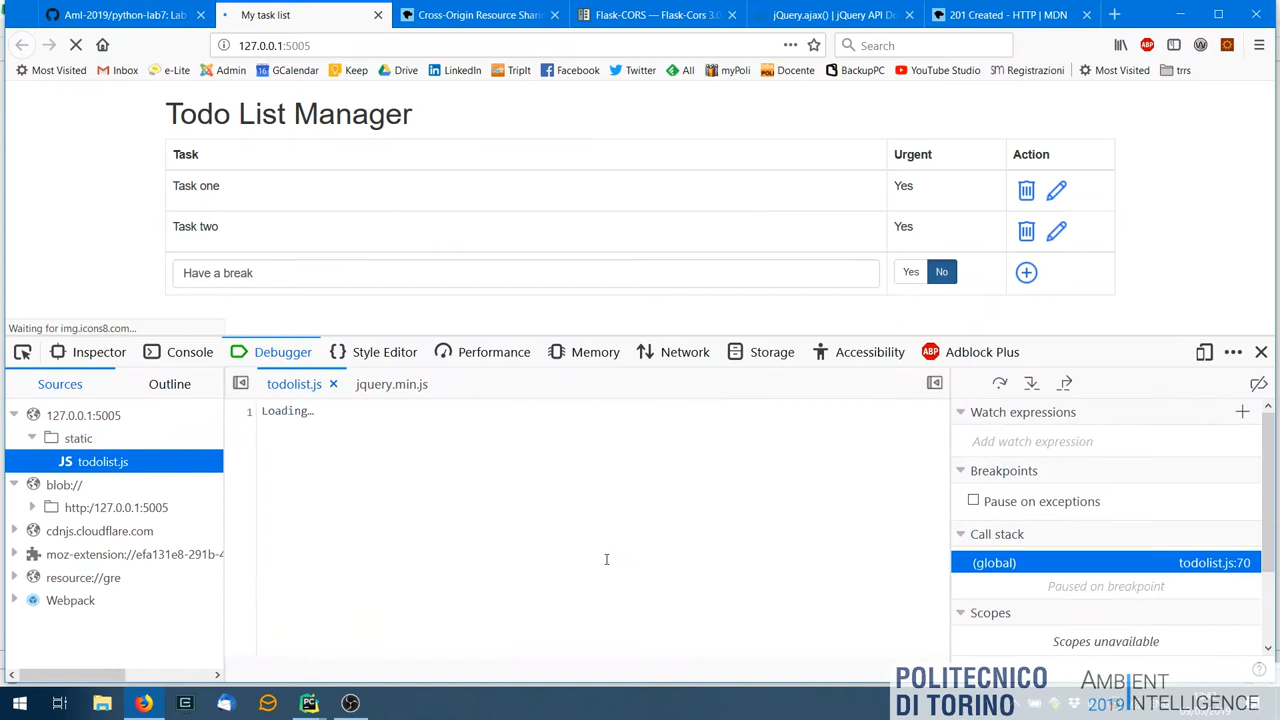 Aml-2019/python-lab7: Lab
My task list
Cross-Origin Resource Sharin
Flask-CORS — Flask-Cors 3.0
jQuery.ajax() | jQuery API Do
201 Created - HTTP | MDN
127.0.0.1:5005
Search
Most Visited
Inbox
e-Lite
Admin
GCalendar
Keep
Drive
LinkedIn
TripIt
Facebook
Twitter
All
myPoli
Docente
BackupPC
YouTube Studio
Registrazioni
Most Visited
trrs
Todo List Manager
Task Urgent Action
Task one Yes
Task two Yes
Have a break Yes No
Waiting for img.icons8.com...
Inspector Console Debugger Style Editor Performance Memory Network Storage Accessibility Adblock Plus
Sources Outline
todolist.js jquery.min.js
127.0.0.1:5005
static
JS todolist.js
blob://
http:/127.0.0.1:5005
cdnjs.cloudflare.com
moz-extension://efa131e8-291b-4
resource://gre
Webpack
1 Loading…
Watch expressions
Add watch expression
Breakpoints
Pause on exceptions
Call stack
(global) todolist.js:70
Paused on breakpoint
Scopes
Scopes unavailable
POLITECNICO
DI TORINO
AMBIENT
2019 INTELLIGENCE